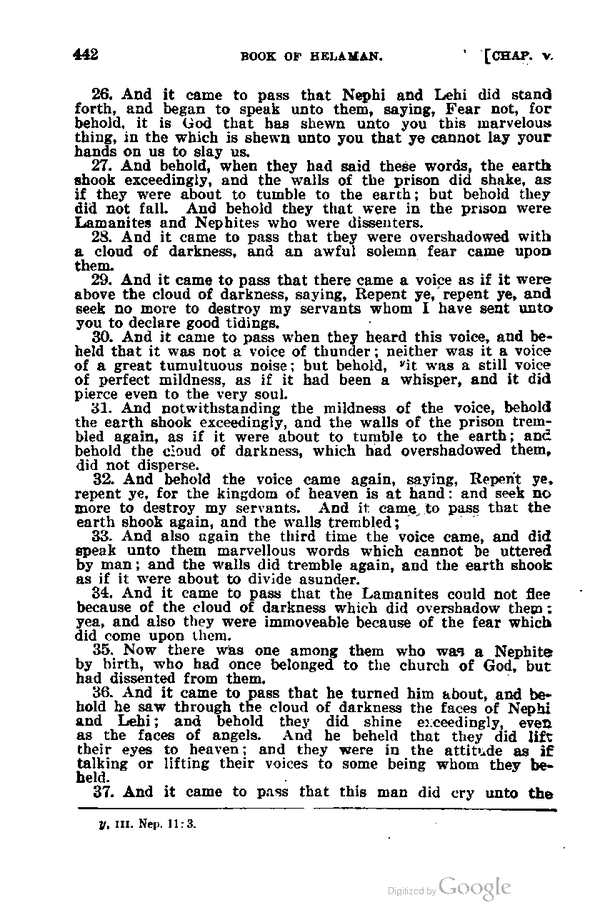 442 BOOK OF HELAMAN. [CHAP. V.
26. And it came to pass that Nephi and Lehi did stand
forth, and began to speak unto them, saying, Fear not, for
behold, it is God that has shewn unto you this marvelous
thing, in the which is shewn unto you that ye cannot lay your
hands on us to slay us.
27. And behold, when they had said these words, the earth
shook exceedingly, and the walls of the prison did shake, as
if they were about to tumble to the earth; but behold they
did not fall. And behold they that were in the prison were
Lamanites and Nephites who were dissenters.
28. And it came to pass that they were overshadowed with
a cloud of darkness, and an awful solemn fear came upon
them.
29. And it came to pass that there came a voice as if it were
above the cloud of darkness, saying, Repent ye, repent ye, and
seek no more to destroy my servants whom I have sent unto
you to declare good tidings.
30. And it came to pass when they heard this voice, and be-
held that it was not a voice of thunder; neither was it a voice
of a great tumultuous noise; but behold, yit was a still voice
of perfect mildness, as if it had been a whisper, and it did
pierce even to the very soul.
31. And notwithstanding the mildness of the voice, behold
the earth shook exceedingly, and the walls of the prison trem-
bled again, as if it were about to tumble to the earth; and
behold the cloud of darkness, which had overshadowed them,
did not disperse.
32. And behold the voice came again, saying, Repent ye,
repent ye, for the kingdom of heaven is at hand: and seek no
more to destroy my servants. And it came to pass that the
earth shook again, and the walls trembled;
33. And also again the third time the voice came, and did
speak unto them marvellous words which cannot be uttered
by man; and the walls did tremble again, and the earth shook
as if it were about to divide asunder.
34. And it came to pass that the Lamanites could not flee
because of the cloud of darkness which did overshadow them:
yea, and also they were immoveable because of the fear which
did come upon them.
35. Now there was one among them who was a Nephite
by birth, who had once belonged to the church of God, but
had dissented from them.
36. And it came to pass that he turned him about, and be-
hold he saw through the cloud of darkness the faces of Nephi
and Lehi; and behold they did shine exceedingly, even
as the faces of angels. And he beheld that they did lift
their eyes to heaven; and they were in the attitude as if
talking or lifting their voices to some being whom they be-
held.
37. And it came to pass that this man did cry unto the
y, III. Nep. 11:3.
Digitized by Google